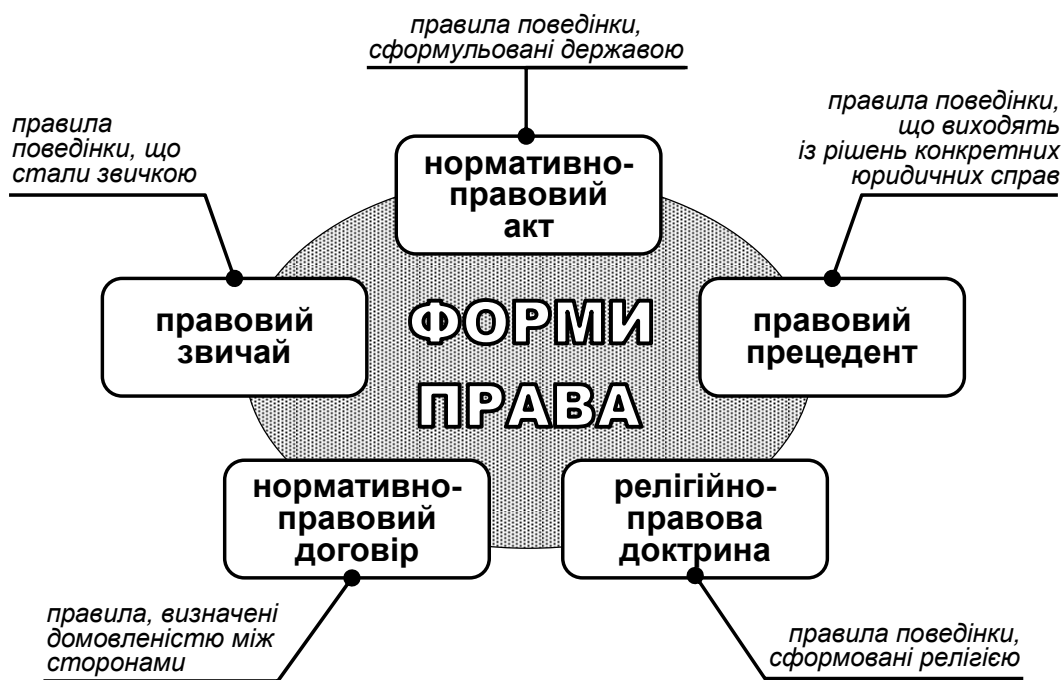 правила поведінки,
сформульовані державою
нормативно-
правовий
акт
правила
поведінки, що
стали звичкою
правовий
звичай
правила поведінки,
що виходять
із рішень конкретних
юридичних справ
правовий
прецедент
ФОРМИ
ПРАВА
нормативно-
правовий
договір
правила, визначені
домовленістю між
сторонами
релігійно-
правова
доктрина
правила поведінки,
сформовані релігією